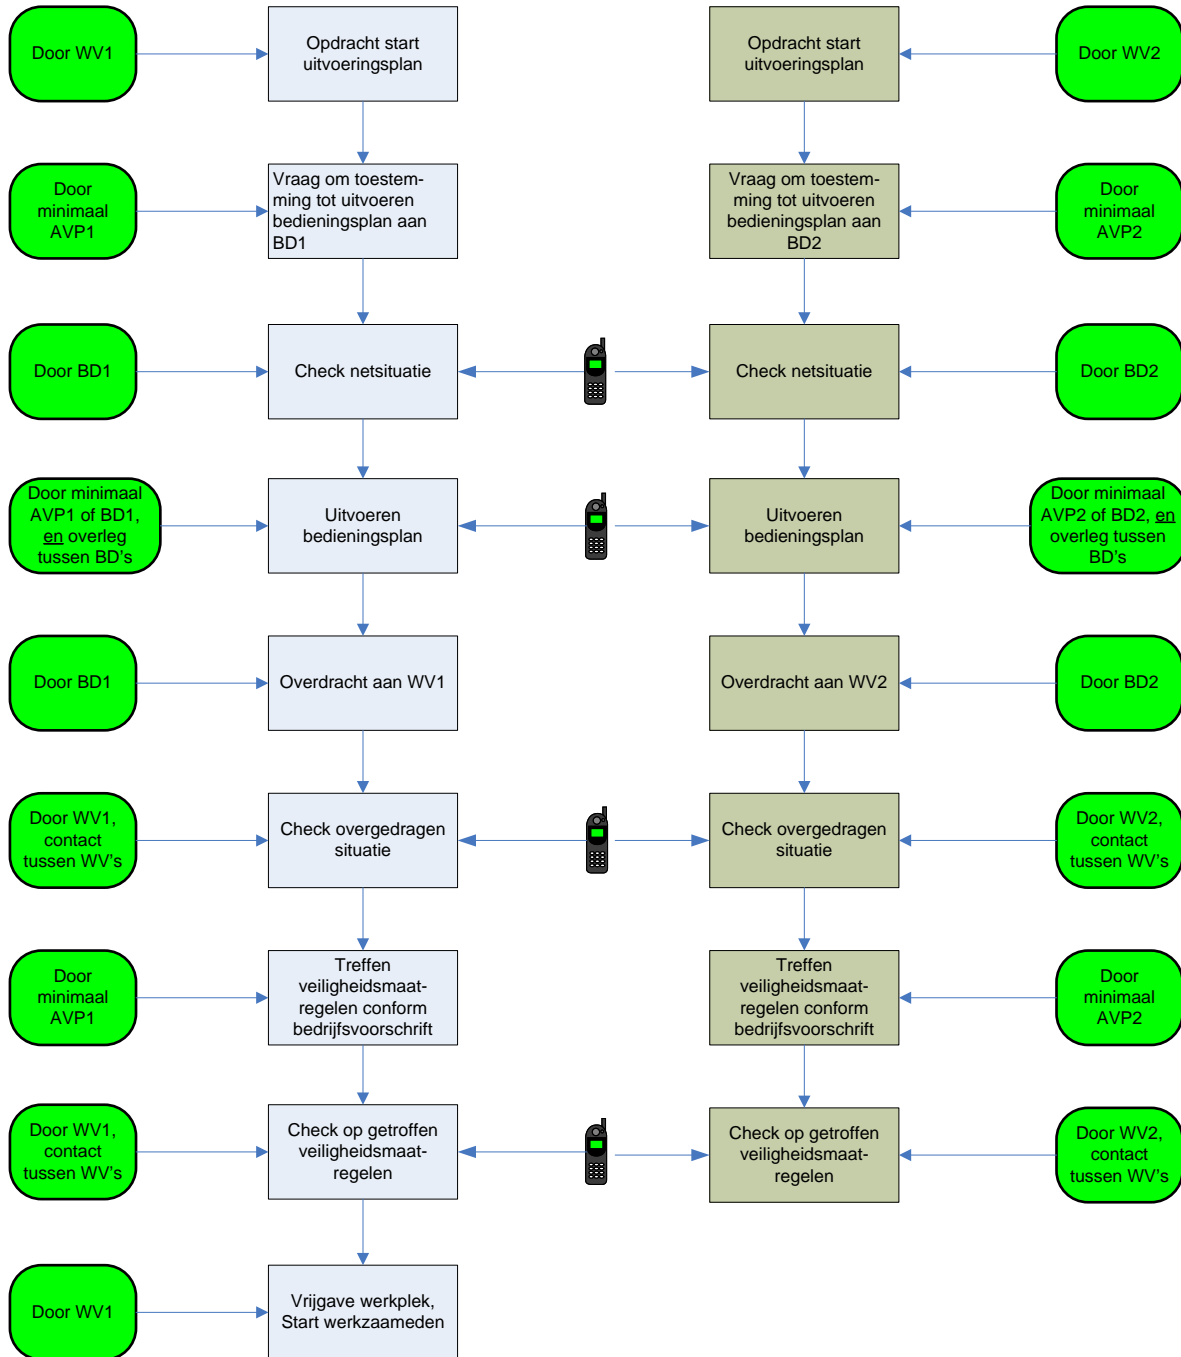 Door WV1
Opdracht start
uitvoeringsplan
Opdracht start
uitvoeringsplan
Door WV2
Door
minimaal
AVP1
Vraag om toestem-
ming tot uitvoeren
bedieningsplan aan
BD1
Vraag om toestem-
ming tot uitvoeren
bedieningsplan aan
BD2
Door
minimaal
AVP2
Door BD1
Check netsituatie
Check netsituatie
Door BD2
Door minimaal
AVP1 of BD1,
en overleg
tussen BD's
Uitvoeren
bedieningsplan
Uitvoeren
bedieningsplan
Door minimaal
AVP2 of BD2, en
overleg tussen
BD's
Door BD1
Overdracht aan WV1
Overdracht aan WV2
Door BD2
Door WV1,
contact
tussen WV's
Check overgedragen
situatie
Check overgedragen
situatie
Door WV2,
contact
tussen WV's
Door
minimaal
AVP1
Treffen
veiligheidsmaat-
regelen conform
bedrijfsvoorschrift
Treffen
veiligheidsmaat-
regelen conform
bedrijfsvoorschrift
Door
minimaal
AVP2
Door WV1,
contact
tussen WV's
Check op getroffen
veiligheidsmaat-
regelen
Check op getroffen
veiligheidsmaat-
regelen
Door WV2,
contact
tussen WV's
Door WV1
Vrijgave werkplek,
Start werkzaameden